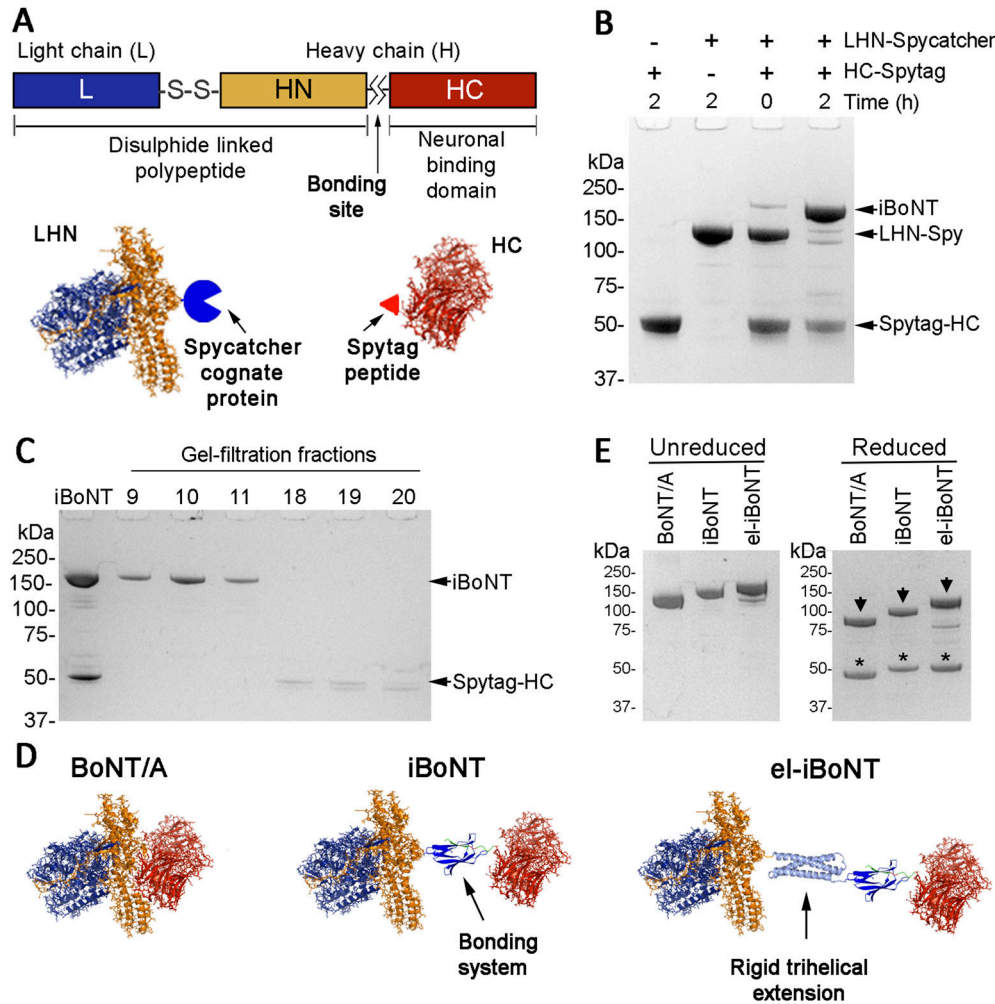 A
Light chain (L)
Heavy chain (H)
L
S-S
HN
HC
Disulphide linked
polypeptide
Bonding
site
Neuronal
binding
domain
LHN
HC
Spycatcher
cognate
protein
Spytag
peptide
B
- + + + LHN-Spycatcher
+ - + + HC-Spytag
2 2 0 2 Time (h)
kDa
250-
150-
100-
75-
50-
37-
iBoNT
LHN-Spy
Spytag-HC
C
Gel-filtration fractions
iBoNT 9 10 11 18 19 20
kDa
250-
150-
100-
75-
50-
37-
iBoNT
Spytag-HC
E
Unreduced
BoNT/A
iBoNT
el-iBoNT
kDa
250-
150-
100-
75-
50-
37-
Reduced
BoNT/A
iBoNT
el-iBoNT
kDa
250-
150-
100-
75-
50-
37-
* * *
D
BoNT/A
iBoNT
el-iBoNT
Bonding
system
Rigid trihelical
extension